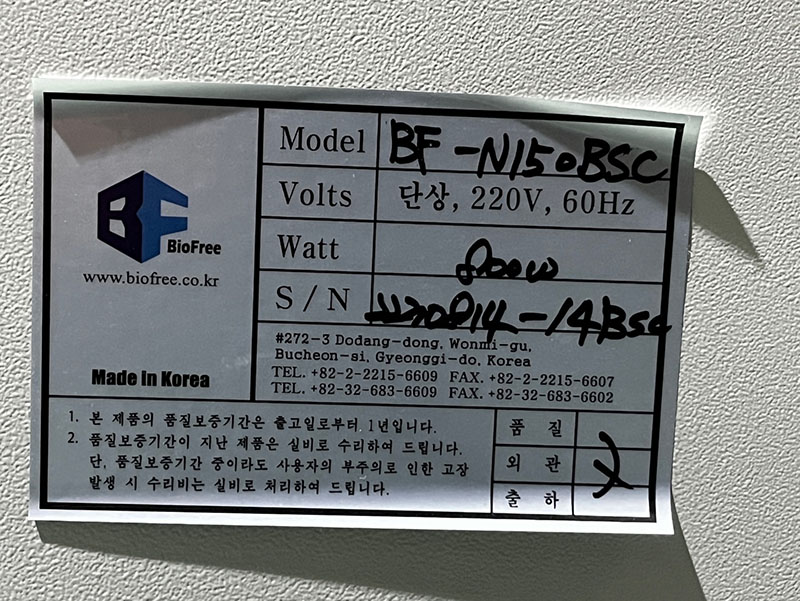 BF
BioFree
www.biofree.co.kr
Made In Korea
Model BF-N150BSC
Volts 단상, 220V, 60Hz
Watt
S/N
#272-3 Dodang-dong, Wonmi-gu,
Bucheon-si, Gyeonggi-do, Korea
TEL. +82-2-2215-6609 FAX. +82-2-2215-6607
TEL. +82-32-683-6609 FAX. +82-32-683-6602
1. 본 제품의 품질보증기간은 출고일로부터 1년입니다.
2. 품질보증기간이 지난 제품은 실비로 수리하여 드립니다.
단, 품질보증기간 중이라도 사용자의 부주의로 인한 고장
발생 시 수리비는 실비로 처리하여 드립니다.
품 질
외 관
출 하